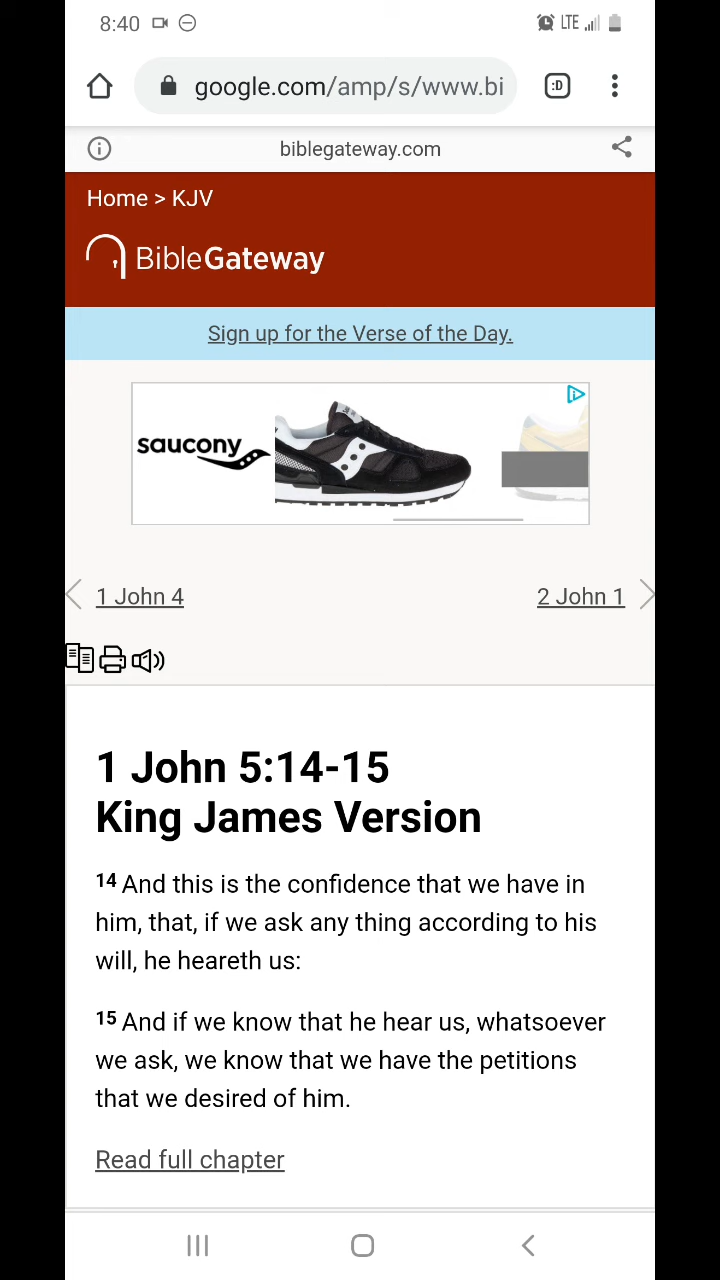 8:40 LTE
google.com/amp/s/www.bi :D
biblegateway.com
Home > KJV
BibleGateway
Sign up for the Verse of the Day.
saucony
1 John 4 2 John 1
1 John 5:14-15
King James Version
14 And this is the confidence that we have in
him, that, if we ask any thing according to his
will, he heareth us:
15 And if we know that he hear us, whatsoever
we ask, we know that we have the petitions
that we desired of him.
Read full chapter